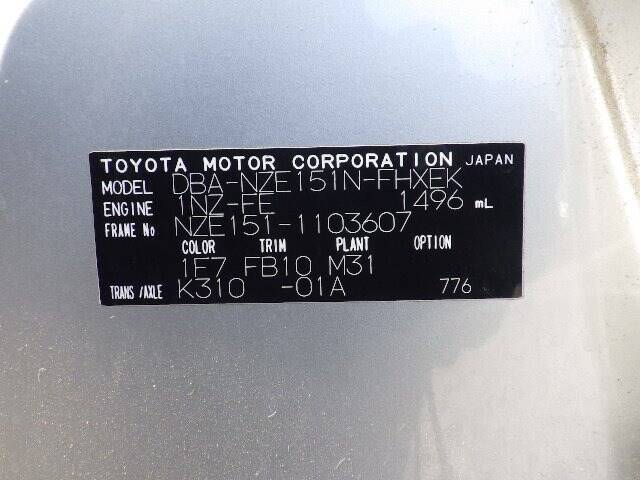 TOYOTA MOTOR CORPORATION JAPAN
MODEL DBA-NZE151N-FHXEK
ENGINE 1NZ-FE 1496 mL
FRAME No NZE151-1103607
COLOR TRIM PLANT OPTION
1F7 FB10 M31
TRANS/AXLE K310 -01A 776